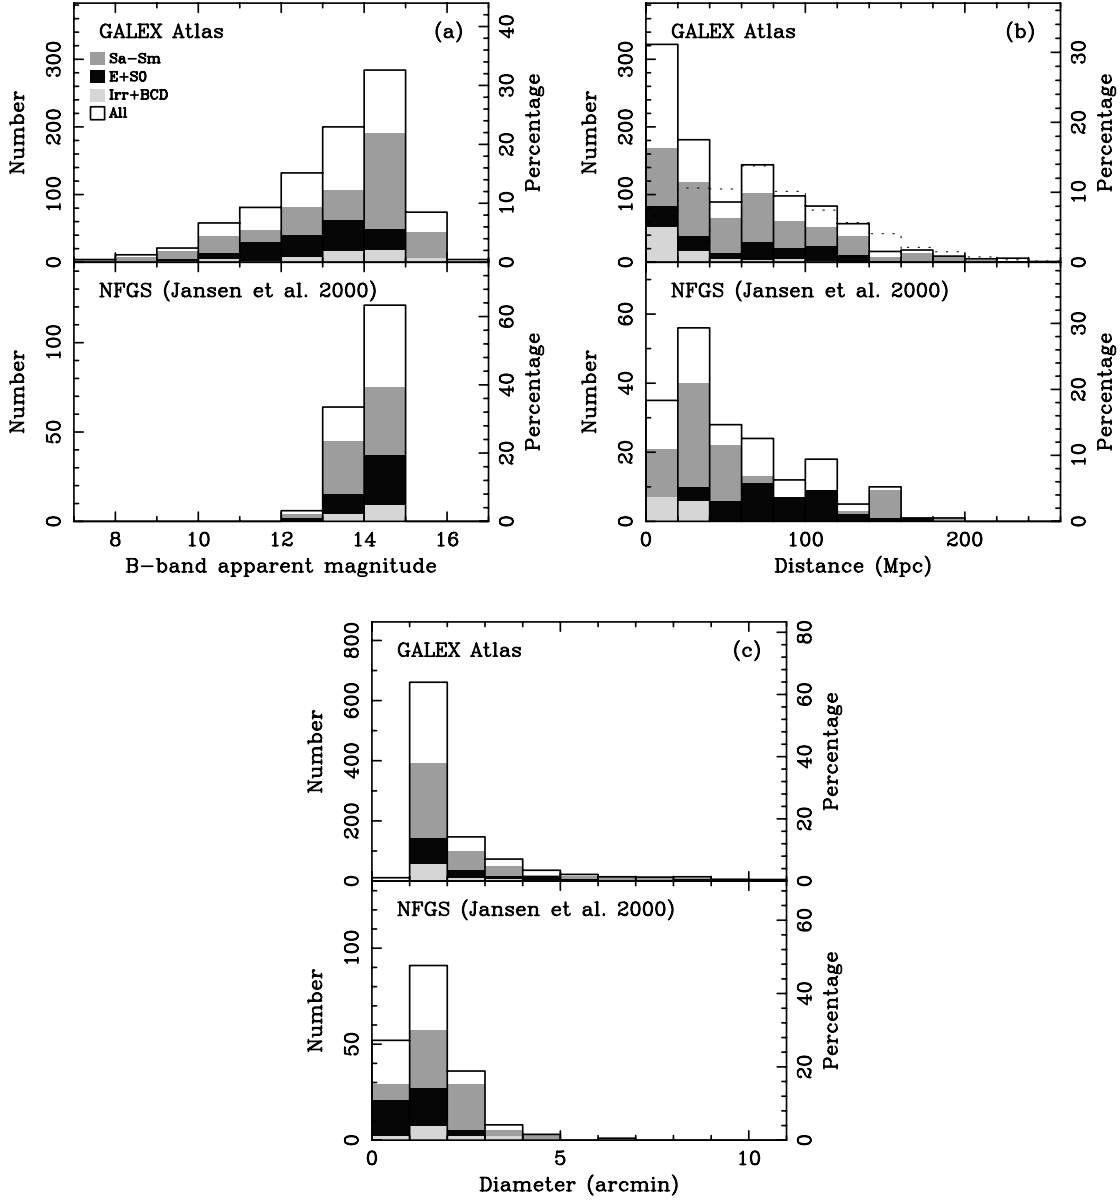 GALEX Atlas (a)
Sa-Sm
E+S0
Irr+BCD
All
Number
300
200
100
0
Percentage
40
30
20
10
0
NFGS (Jansen et al. 2000)
Number
100
50
0
Percentage
60
40
20
0
8 10 12 14 16
B-band apparent magnitude
GALEX Atlas (b)
Number
300
200
100
0
Percentage
30
20
10
0
NFGS (Jansen et al. 2000)
Number
60
40
20
0
Percentage
30
20
10
0
0 100 200
Distance (Mpc)
GALEX Atlas (c)
Number
800
600
400
200
0
Percentage
80
60
40
20
0
NFGS (Jansen et al. 2000)
Number
100
50
0
Percentage
60
40
20
0
0 5 10
Diameter (arcmin)